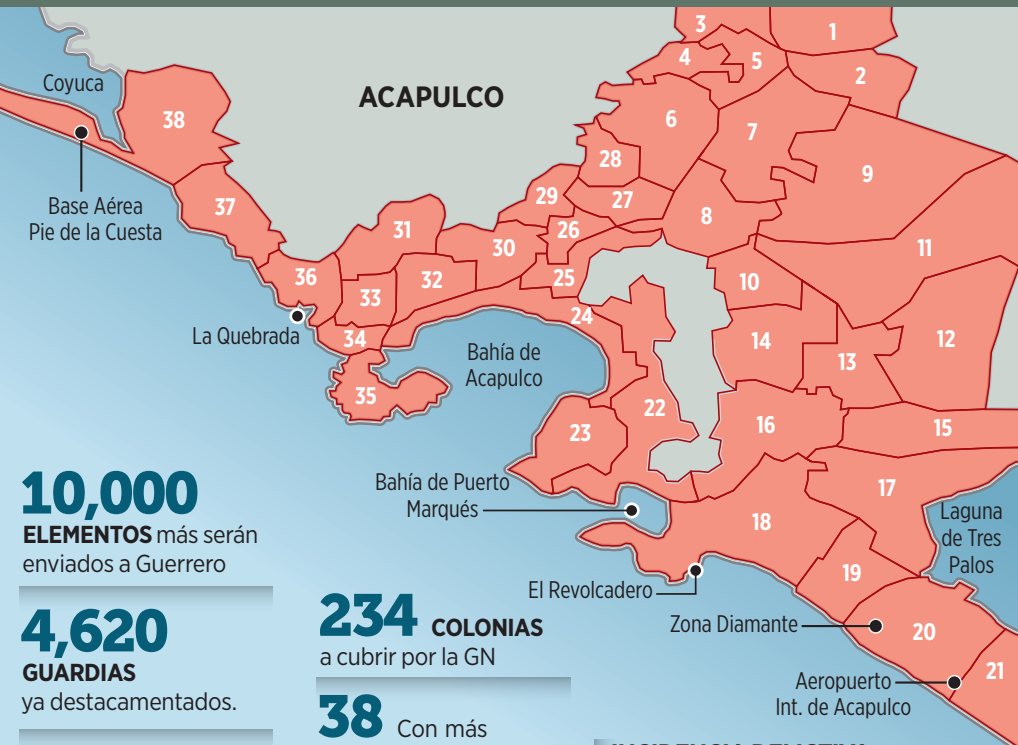 3
1
4
5
2
Coyuca
ACAPULCO
38
6
7
28
9
Base Aérea
Pie de la Cuesta
37
29
27
8
31
26
30
11
36
32
25
10
33
La Quebrada
34
24
14
12
Bahía de
Acapulco
13
35
22
23
16
15
Bahía de Puerto
Marqués
17
18
Laguna
de Tres
Palos
19
El Revolcadero
Zona Diamante
20
21
Aeropuerto
Int. de Acapulco
10,000
ELEMENTOS más serán
enviados a Guerrero
4,620
GUARDIAS
ya destacamentados.
234 COLONIAS
a cubrir por la GN
38 Con más